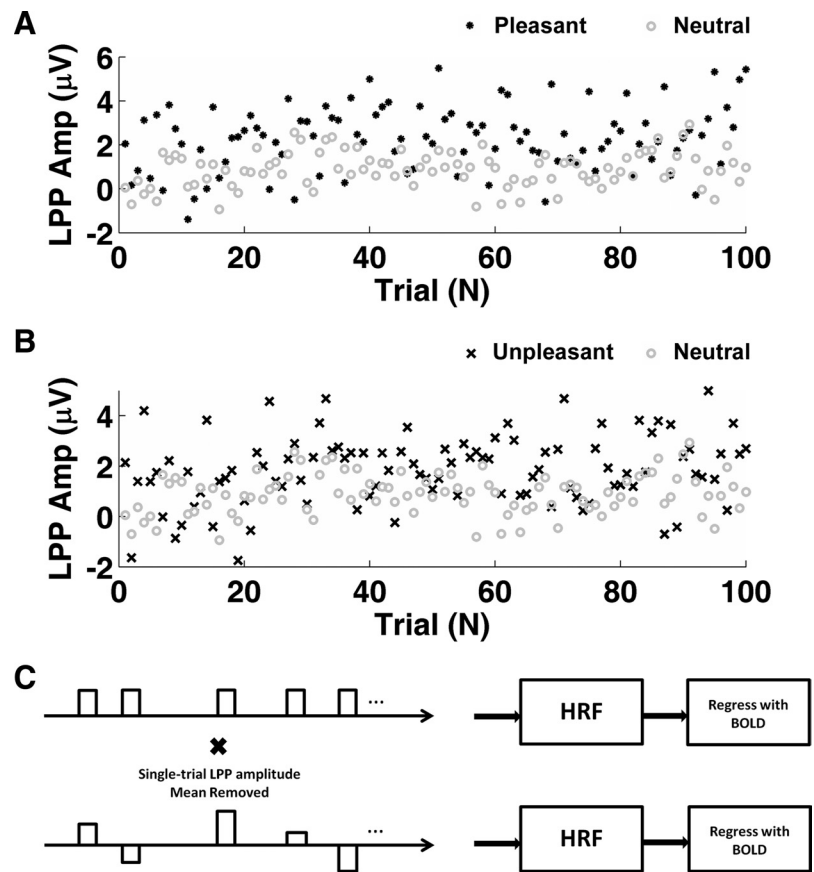 A
Pleasant Neutral
LPP Amp (μV)
6
4
2
0
-2
0 20 40 60 80 100
Trial (N)
B
Unpleasant Neutral
LPP Amp (μV)
4
2
0
-2
0 20 40 60 80 100
Trial (N)
C
...
HRF
Regress with
BOLD
Single-trial LPP amplitude
Mean Removed
...
HRF
Regress with
BOLD